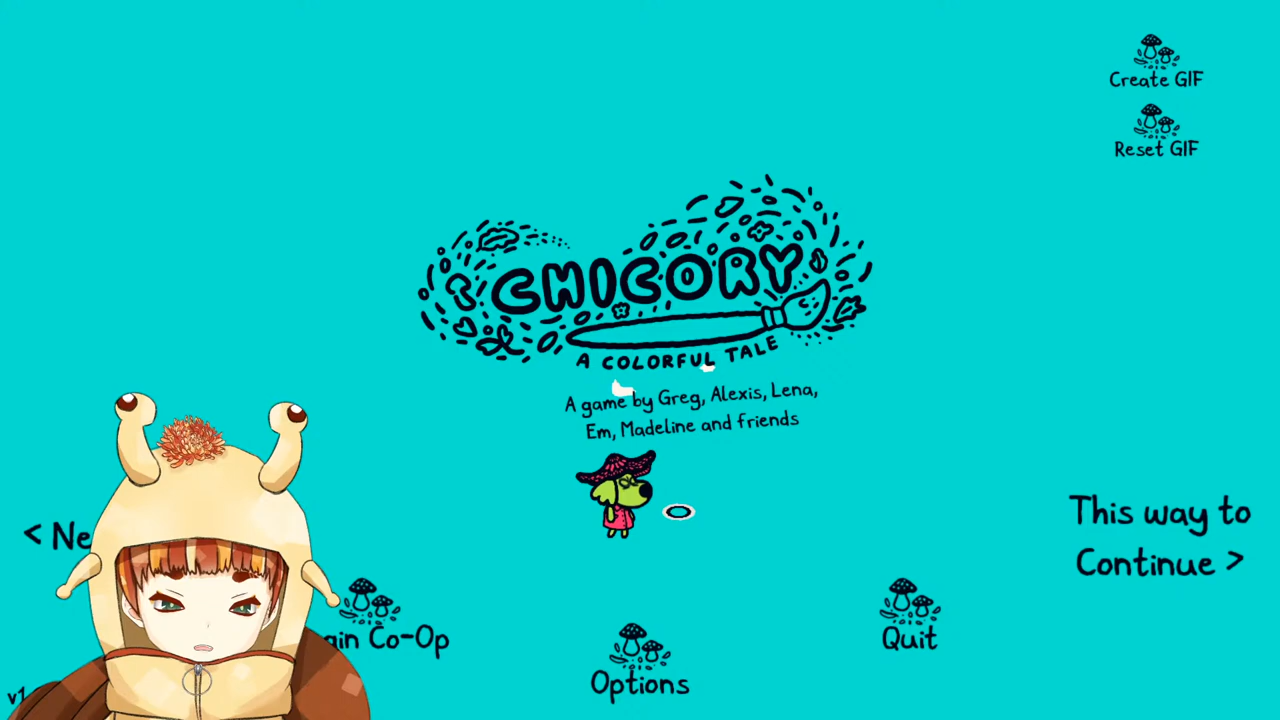 Create GIF
Reset GIF
CHICORY
A COLORFUL TALE
A game by Greg, Alexis, Lena,
Em, Madeline and friends
This way to
Continue >
< Ne
Co-Op
Quit
Options